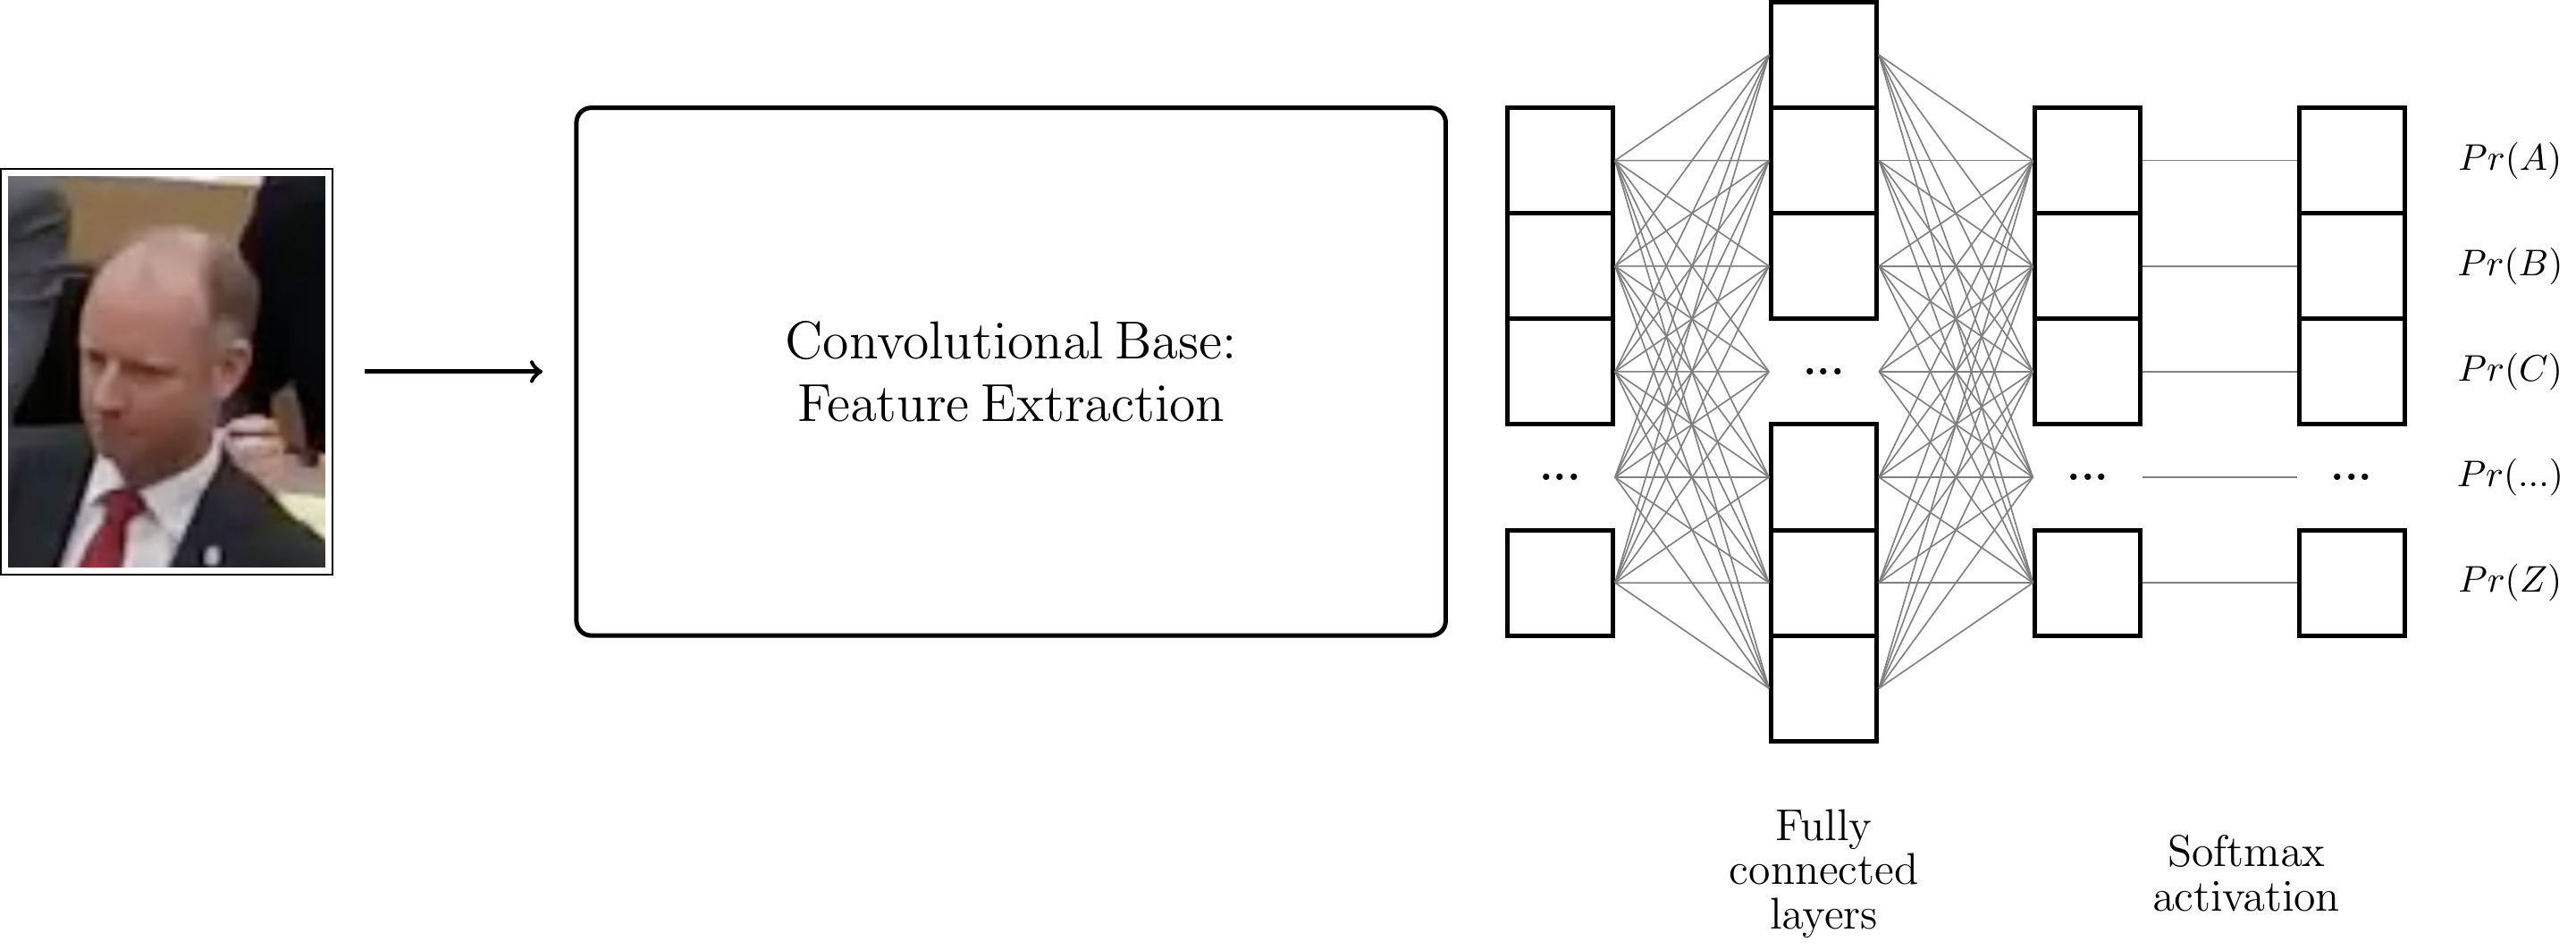 Pr(A)
Pr(B)
Convolutional Base:
Feature Extraction
...
Pr(C)
... ... ... Pr(...)
Pr(Z)
Fully
connected
layers
Softmax
activation